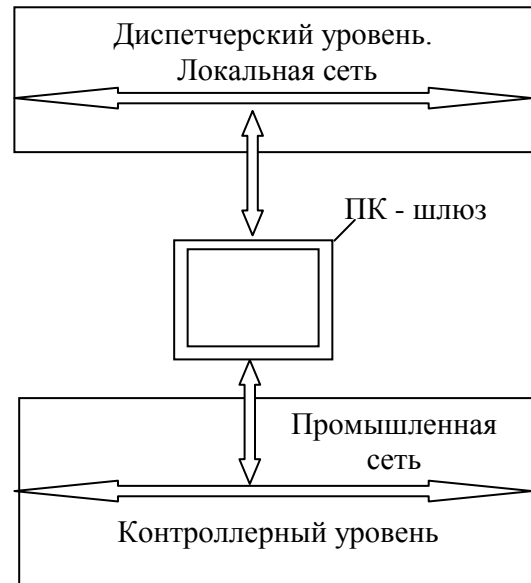 Диспетчерский уровень.
Локальная сеть
ПК - шлюз
Промышленная
сеть
Контроллерный уровень